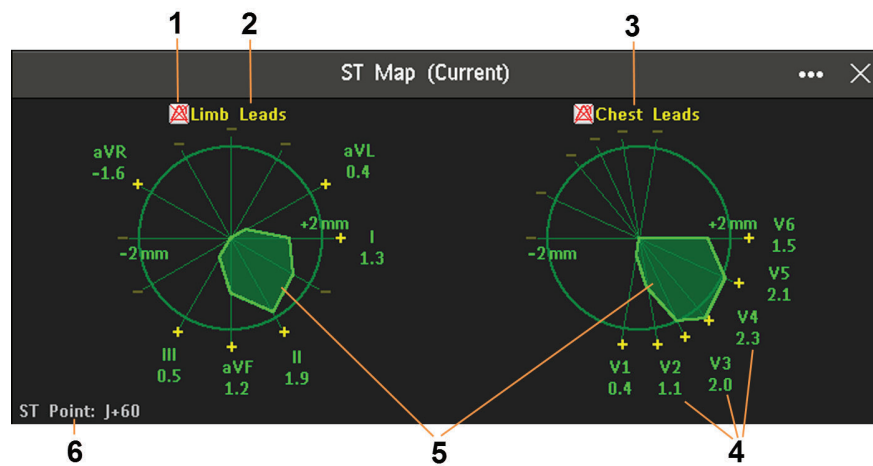 1
2
3
ST Map (Current)
Limb Leads
Chest Leads
aVR
-1.6
aVL
0.4
+2mm
-2mm
I
1.3
III
0.5
aVF
1.2
II
1.9
+2mm
-2mm
V6
1.5
V5
2.1
V4
2.3
V3
2.0
V2
1.1
V1
0.4
ST Point: J+60
6
5
4